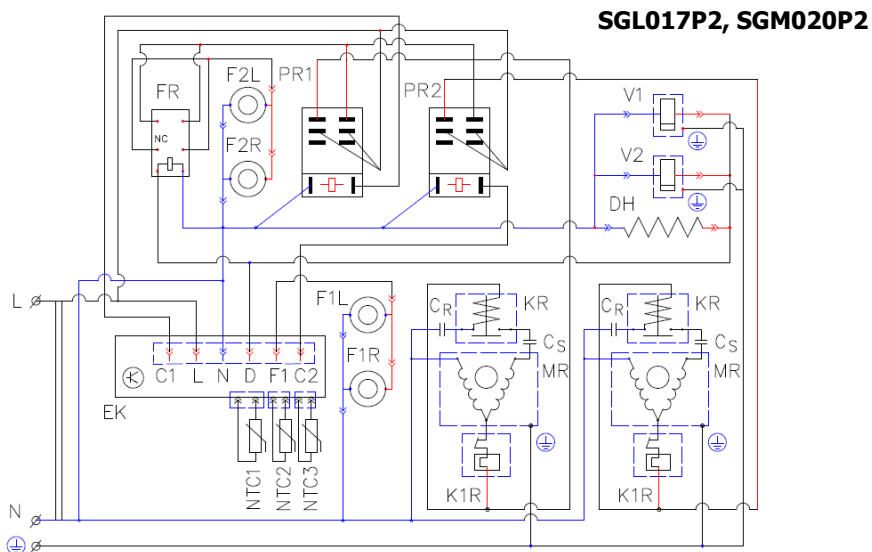 SGL017P2, SGM020P2
F2L
PR1
FR
PR2
V1
NC
F2R
V2
DH
L
F1L
CR
KR
CR
KR
CS
CS
F1R
MR
MR
C1 L N D F1 C2
EK
NTC1
NTC2
NTC3
K1R
K1R
N